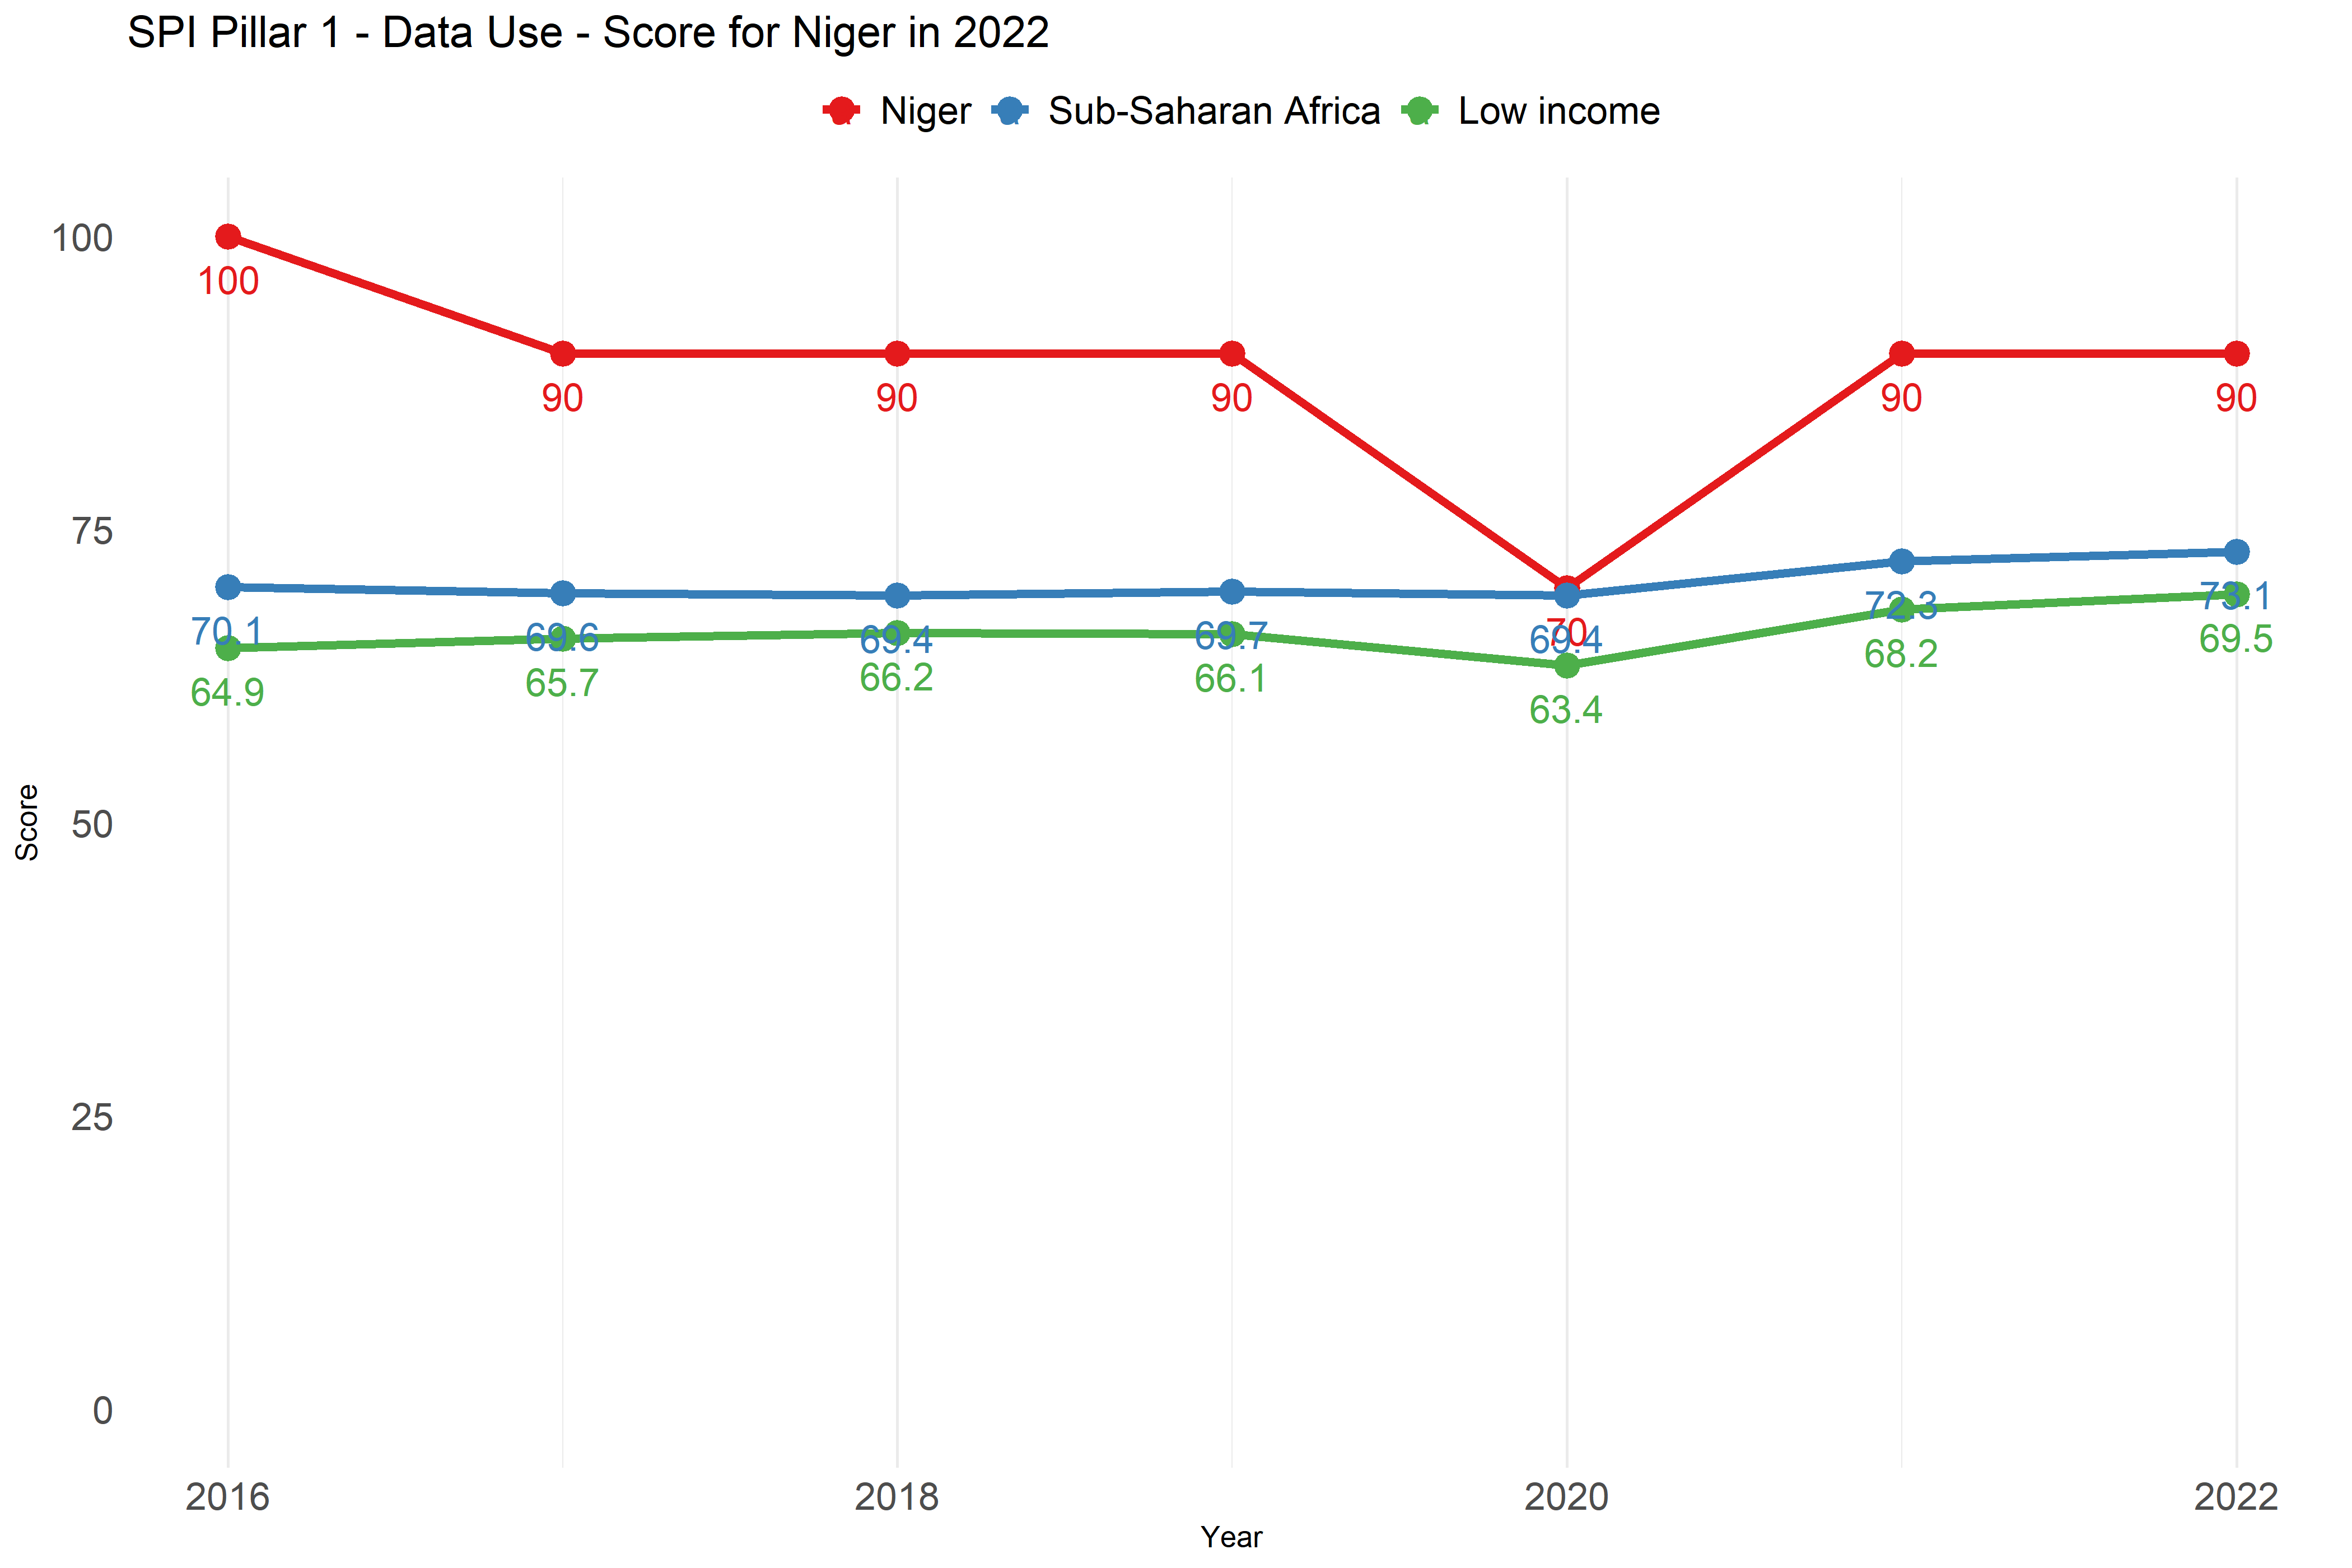 SPI Pillar 1 - Data Use - Score for Niger in 2022
Niger Sub-Saharan Africa Low income
100
75
50
25
0
Score
100
90 90 90 90 90
70
70.1 69.6 69.4 69.7 69.4 72.3 73.1
64.9 65.7 66.2 66.1 63.4 68.2 69.5
2016 2018 2020 2022
Year